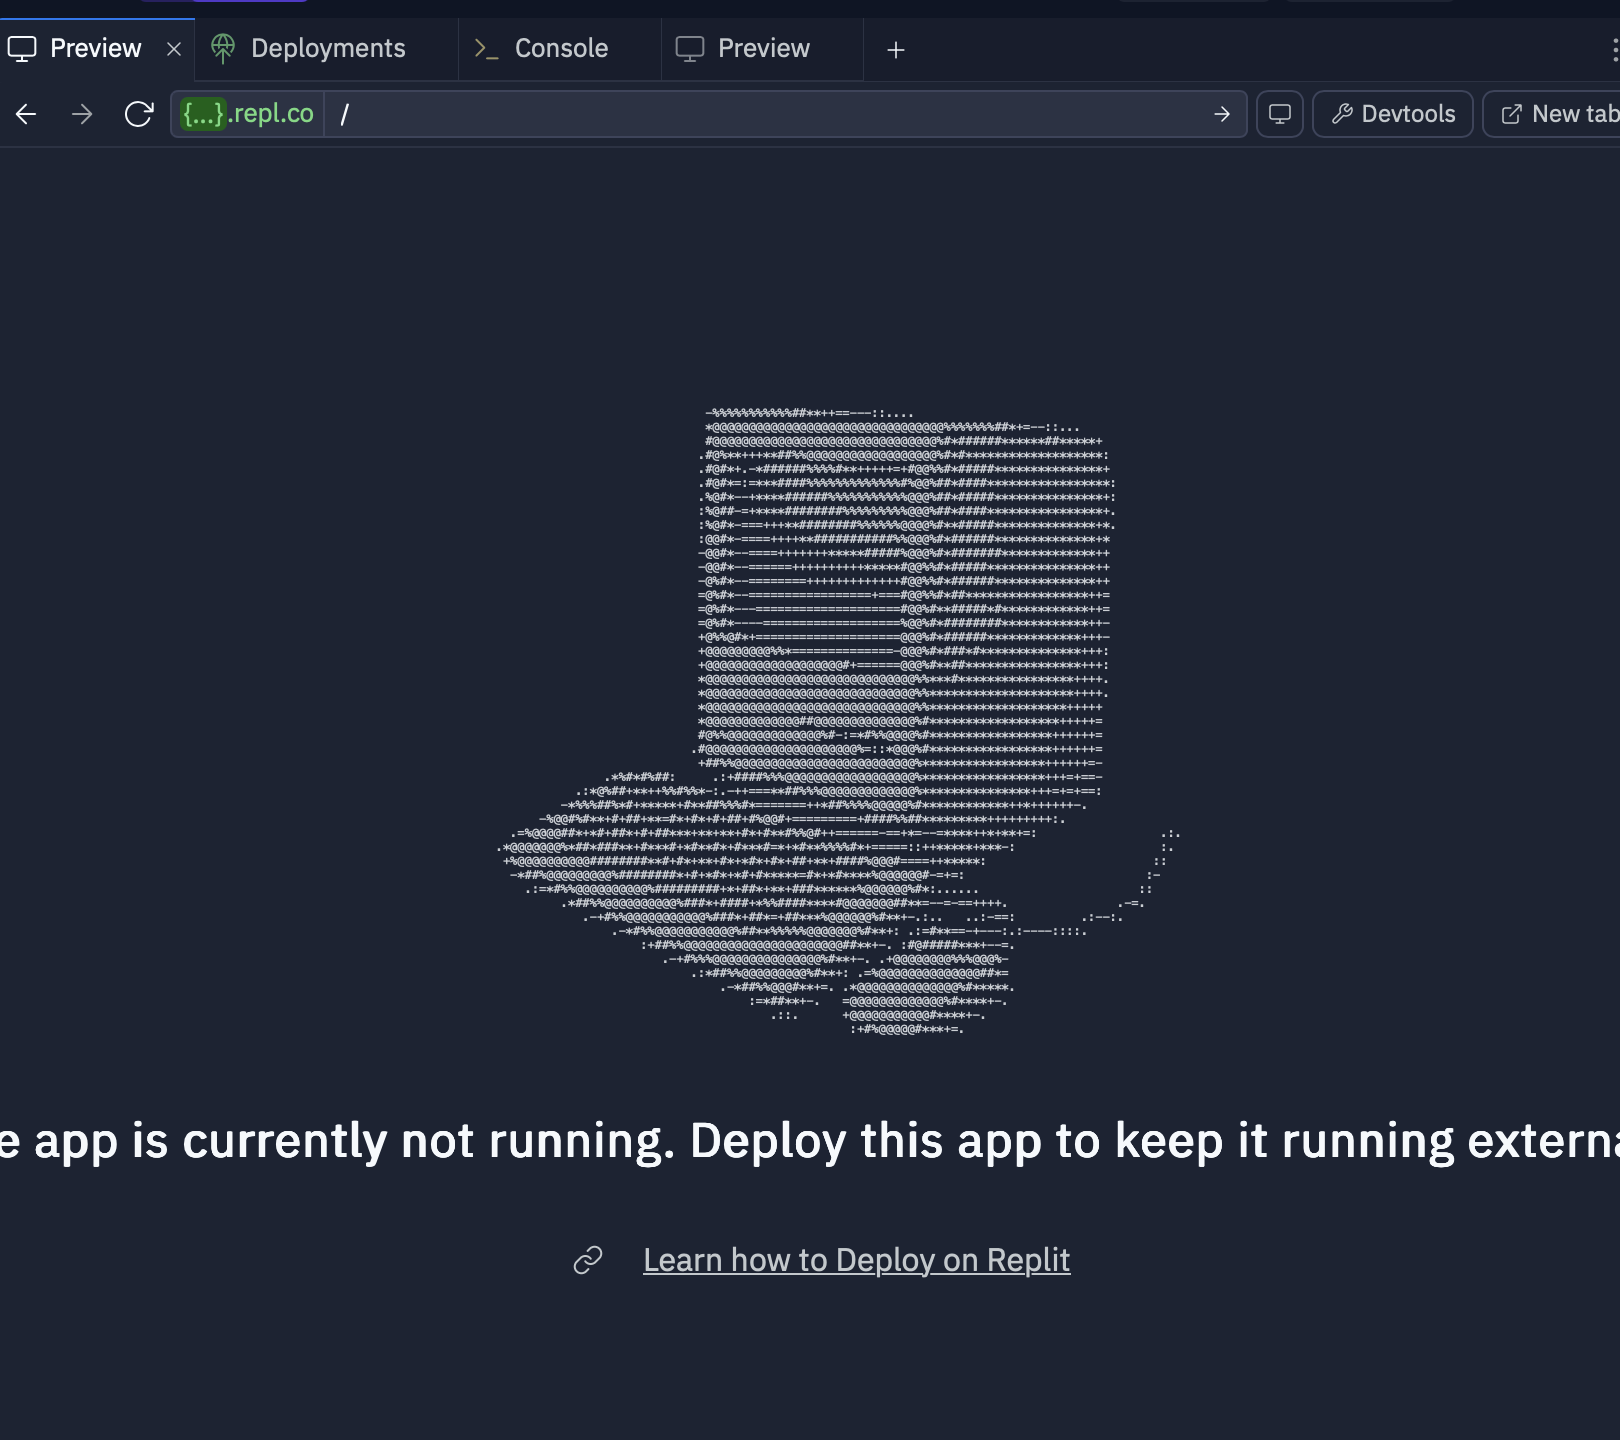 Preview
Deployments
Console
Preview
{...}.repl.co
/
Devtools
New tab
e app is currently not running. Deploy this app to keep it running externa
Learn how to Deploy on Replit